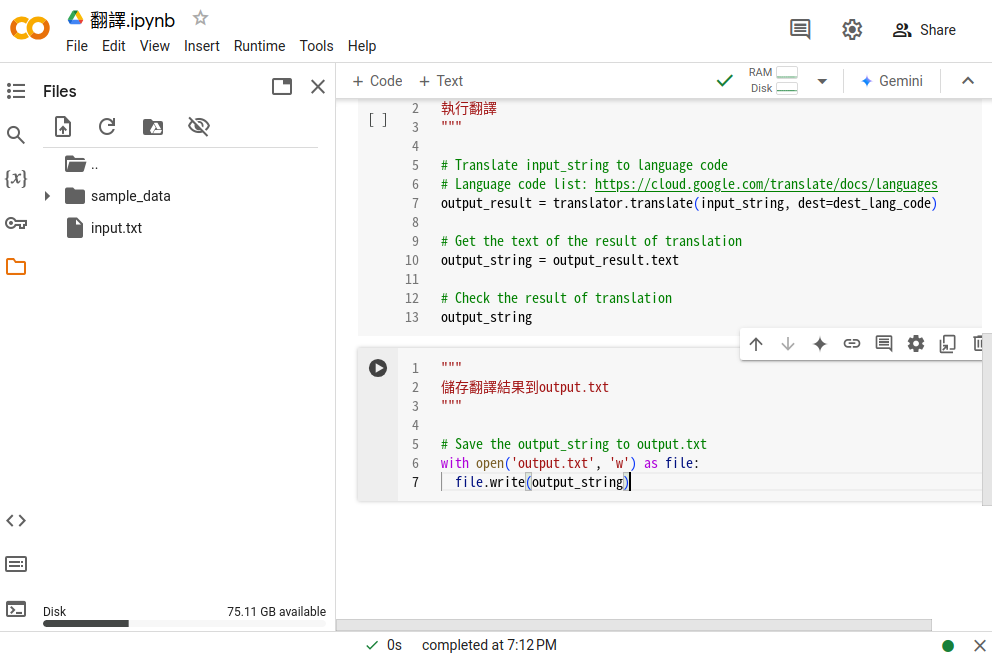 翻譯.ipynb
File Edit View Insert Runtime Tools Help
Share
Files
+ Code + Text
RAM
Disk
Gemini
..
sample_data
input.txt
Disk 75.11 GB available
[ ]
2 執行翻譯
3 """
4
5 # Translate input_string to language code
6 # Language code list: https://cloud.google.com/translate/docs/languages
7 output_result = translator.translate(input_string, dest=dest_lang_code)
8
9 # Get the text of the result of translation
10 output_string = output_result.text
11
12 # Check the result of translation
13 output_string
1 """
2 儲存翻譯結果到output.txt
3 """
4
5 # Save the output_string to output.txt
6 with open('output.txt', 'w') as file:
7 file.write(output_string)
0s completed at 7:12 PM